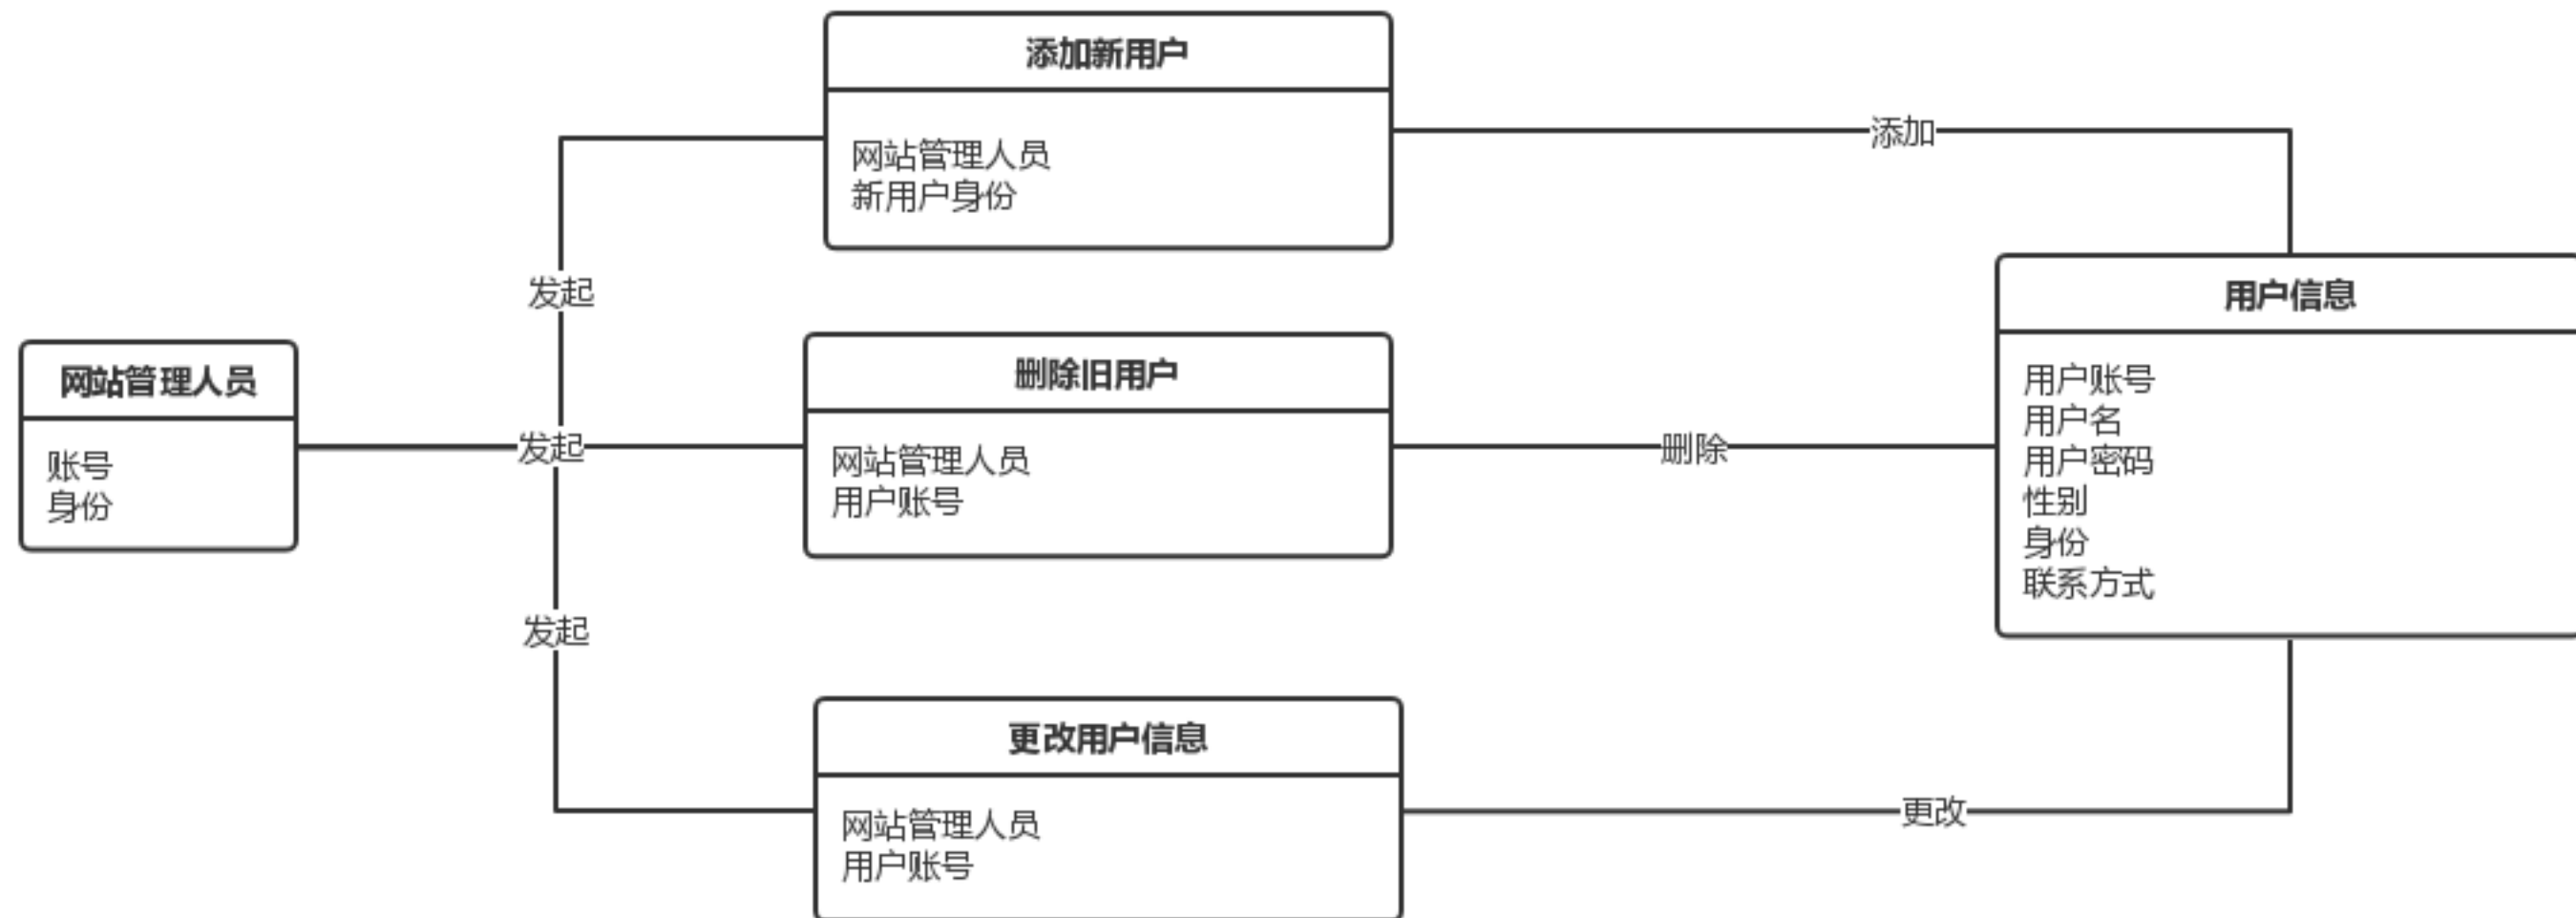 添加新用户
网站管理人员
新用户身份
添加
发起
用户信息
用户账号
用户名
用户密码
性别
身份
联系方式
网站管理人员
账号
身份
发起
删除旧用户
网站管理人员
用户账号
删除
发起
更改用户信息
网站管理人员
用户账号
更改